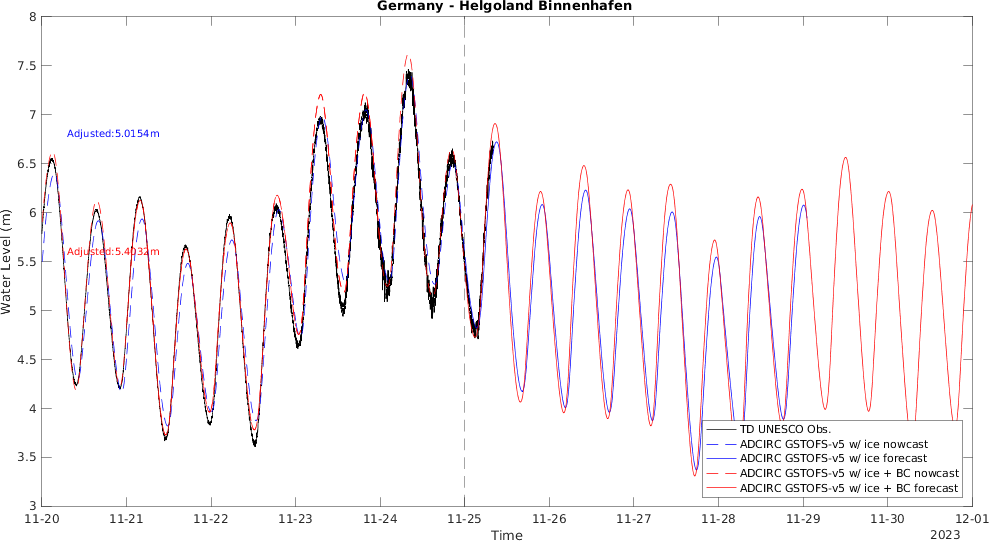 Germany - Helgoland Binnenhafen
8
7.5
7
6.5
6
5.5
5
4.5
4
3.5
3
Water Level (m)
Adjusted:5.0154m
Adjusted:5.4032m
TD UNESCO Obs.
ADCIRC GSTOFS-v5 w/ ice nowcast
ADCIRC GSTOFS-v5 w/ ice forecast
ADCIRC GSTOFS-v5 w/ ice + BC nowcast
ADCIRC GSTOFS-v5 w/ ice + BC forecast
11-20 11-21 11-22 11-23 11-24 11-25 11-26 11-27 11-28 11-29 11-30 12-01
Time
2023